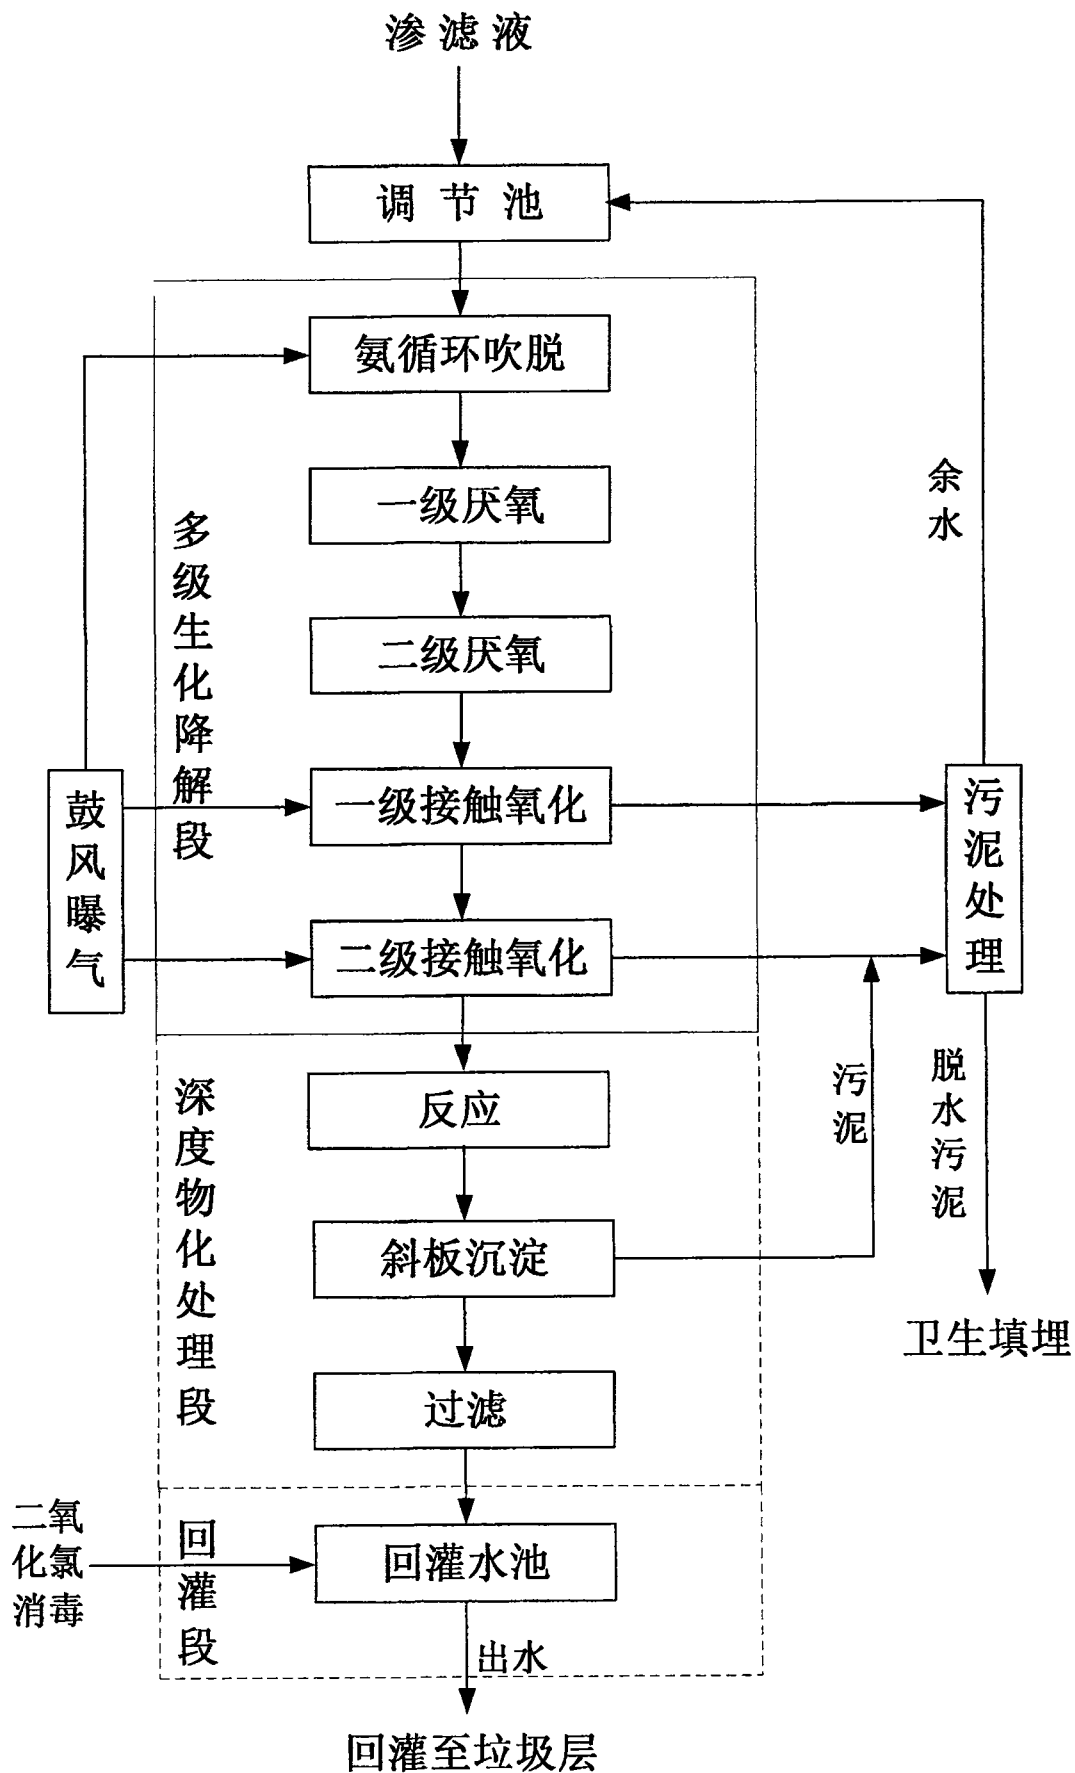 渗滤液
调节池
氨循环吹脱
一级厌氧
余水
二级厌氧
多级生化降解段
鼓风曝气
一级接触氧化
污泥处理
二级接触氧化
反应
污泥
脱水污泥
深度物化处理段
斜板沉淀
卫生填埋
过滤
二氧
化氯
消毒
回灌段
回灌水池
出水
回灌至垃圾层